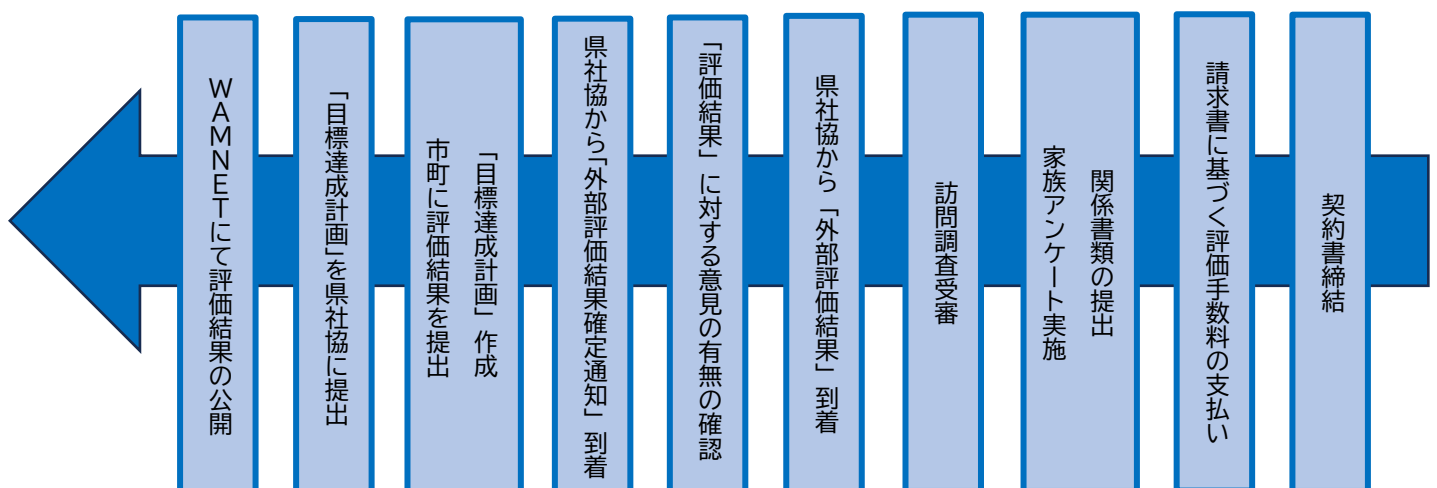 契約書締結
請求書に基づく評価手数料の支払い
関係書類の提出
家族アンケート実施
訪問調査受審
県社協から「外部評価結果」到着
「評価結果」に対する意見の有無の確認
県社協から「外部評価結果確定通知」到着
「目標達成計画」作成
市町に評価結果を提出
「目標達成計画」を県社協に提出
ＷＡＭＮＥＴにて評価結果の公開